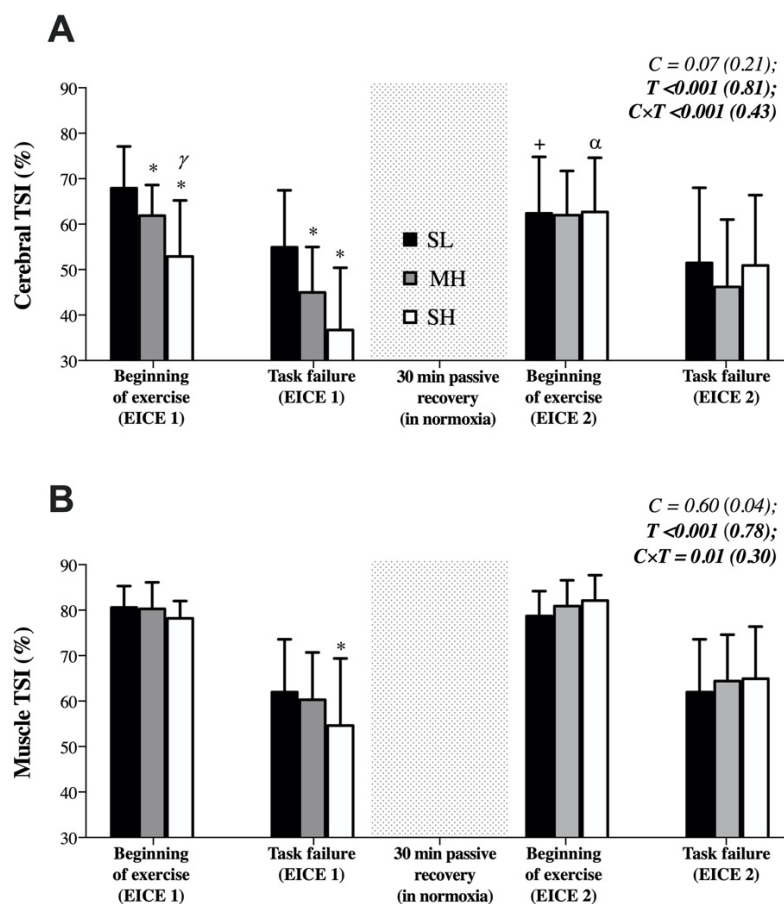 A
C = 0.07 (0.21);
T <0.001 (0.81);
C×T <0.001 (0.43)
90
80
70
60
50
40
30
Cerebral TSI (%)
*
γ
*
*
*
+
α
SL
MH
SH
Beginning
of exercise
(EICE 1)
Task failure
(EICE 1)
30 min passive
recovery
(in normoxia)
Beginning
of exercise
(EICE 2)
Task failure
(EICE 2)
B
C = 0.60 (0.04);
T <0.001 (0.78);
C×T = 0.01 (0.30)
90
80
70
60
50
40
30
Muscle TSI (%)
*
Beginning
of exercise
(EICE 1)
Task failure
(EICE 1)
30 min passive
recovery
(in normoxia)
Beginning
of exercise
(EICE 2)
Task failure
(EICE 2)